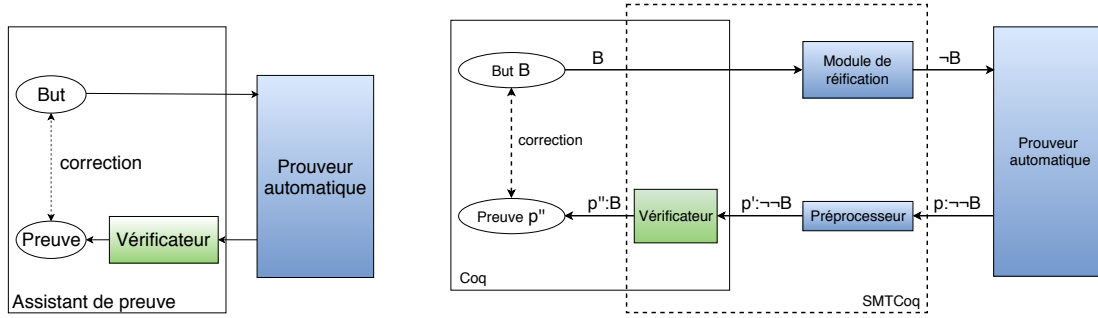 But
correction
Preuve
Vérificateur
Assistant de preuve
Prouveur
automatique
But B
B
Module de
réification
¬B
correction
Prouveur
automatique
Preuve p"
p":B
Vérificateur
p':¬¬B
Préprocesseur
p:¬¬B
Coq
SMTCoq